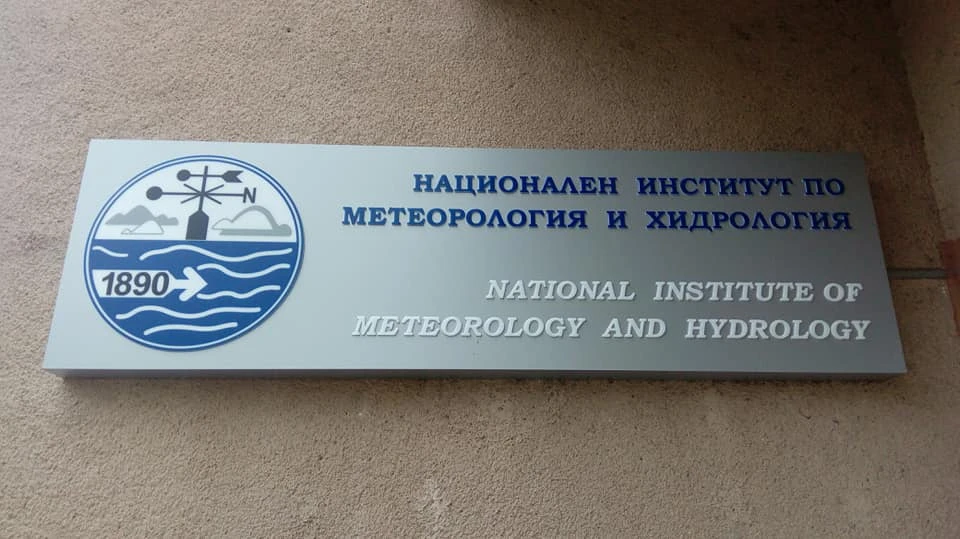 N
1890
НАЦИОНАЛЕН ИНСТИТУТ ПО
МЕТЕОРОЛОГИЯ И ХИДРОЛОГИЯ
NATIONAL INSTITUTE OF
METEOROLOGY AND HYDROLOGY